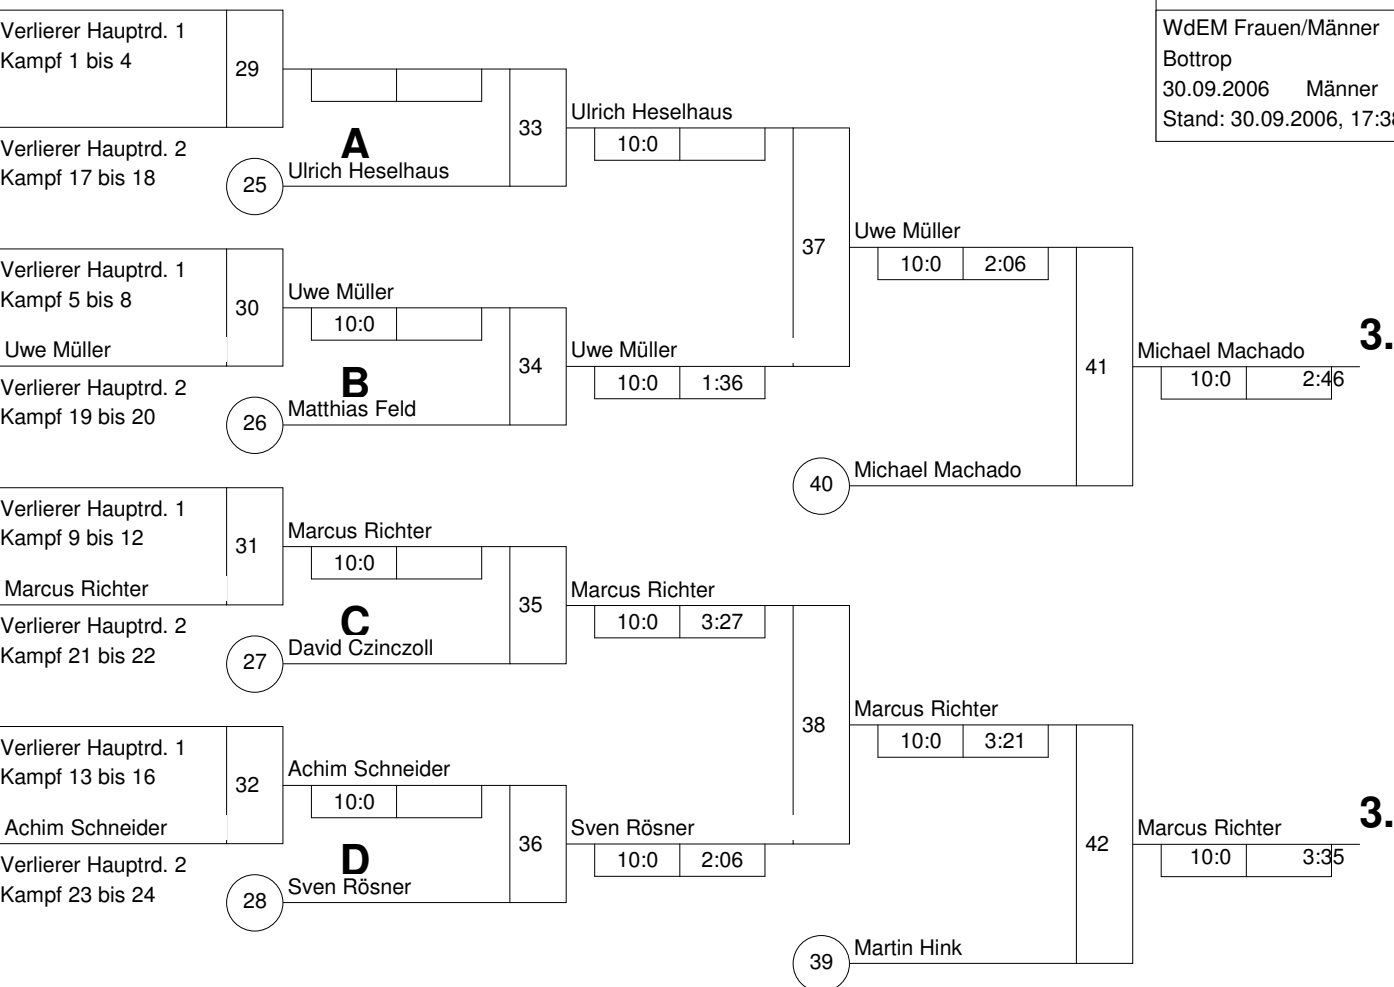 WdEM Frauen/Männer
Bottrop
30.09.2006 Männer
Stand: 30.09.2006, 17:38
Verlierer Hauptrd. 1
Kampf 1 bis 4
29
33
Ulrich Heselhaus
10:0
A
Verlierer Hauptrd. 2
Kampf 17 bis 18
25
Ulrich Heselhaus
37
Uwe Müller
10:0 2:06
Verlierer Hauptrd. 1
Kampf 5 bis 8
Uwe Müller
30
Uwe Müller
10:0
34
Uwe Müller
10:0 1:36
B
Verlierer Hauptrd. 2
Kampf 19 bis 20
26
Matthias Feld
41
Michael Machado
10:0 2:46
3.
40
Michael Machado
Verlierer Hauptrd. 1
Kampf 9 bis 12
Marcus Richter
31
Marcus Richter
10:0
35
Marcus Richter
10:0 3:27
C
Verlierer Hauptrd. 2
Kampf 21 bis 22
27
David Czinczoll
38
Marcus Richter
10:0 3:21
Verlierer Hauptrd. 1
Kampf 13 bis 16
Achim Schneider
32
Achim Schneider
10:0
36
Sven Rösner
10:0 2:06
D
Verlierer Hauptrd. 2
Kampf 23 bis 24
28
Sven Rösner
42
Marcus Richter
10:0 3:35
3.
39
Martin Hink